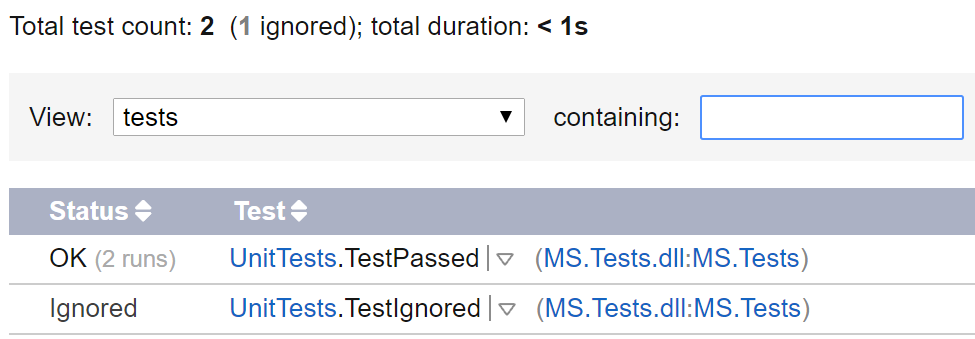 Total test count: 2 (1 ignored); total duration: < 1s
View: tests containing:
Status Test
OK (2 runs) UnitTests.TestPassed (MS.Tests.dll:MS.Tests)
Ignored UnitTests.TestIgnored (MS.Tests.dll:MS.Tests)